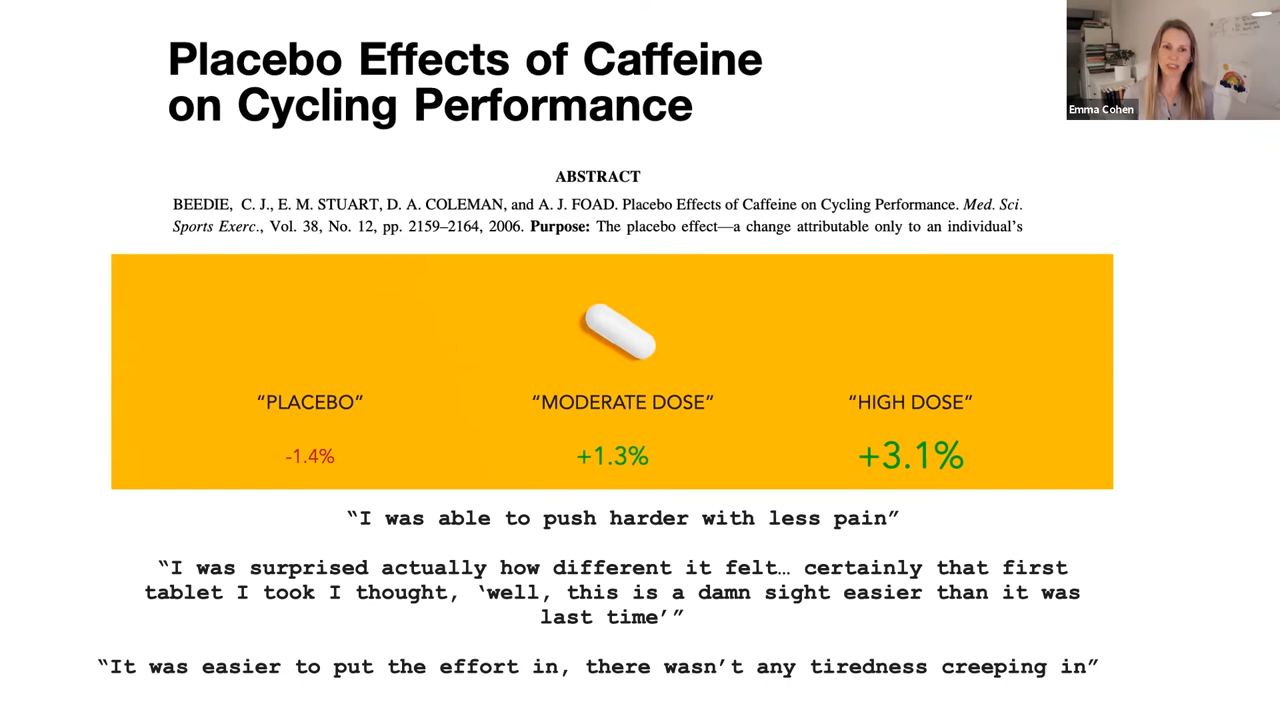 Placebo Effects of Caffeine
on Cycling Performance
Emma Cohen
ABSTRACT
BEEDIE, C. J., E. M. STUART, D. A. COLEMAN, and A. J. FOAD. Placebo Effects of Caffeine on Cycling Performance. Med. Sci.
Sports Exerc., Vol. 38, No. 12, pp. 2159–2164, 2006. Purpose: The placebo effect—a change attributable only to an individual’s
“PLACEBO”
“MODERATE DOSE”
“HIGH DOSE”
-1.4%
+1.3%
+3.1%
“I was able to push harder with less pain”
“I was surprised actually how different it felt… certainly that first
tablet I took I thought, ‘well, this is a damn sight easier than it was
last time’”
“It was easier to put the effort in, there wasn’t any tiredness creeping in”